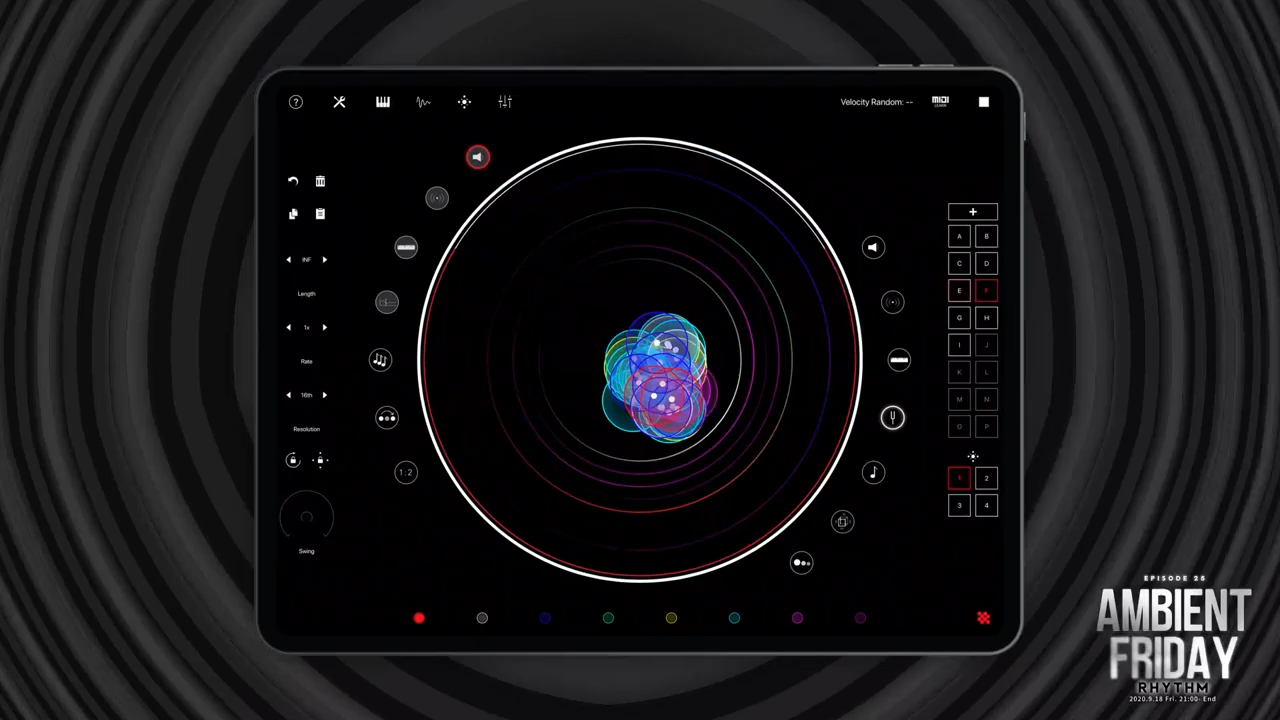 Velocity Random: --
MIDI
LEARN
INF
Length
1x
Rate
16th
Resolution
Swing
1:2
A B
C D
E F
G H
I J
K L
M N
O P
1 2
3 4
EPISODE 25
AMBIENT
FRIDAY
RHYTHM
2020.9.18 Fri. 21:00- End